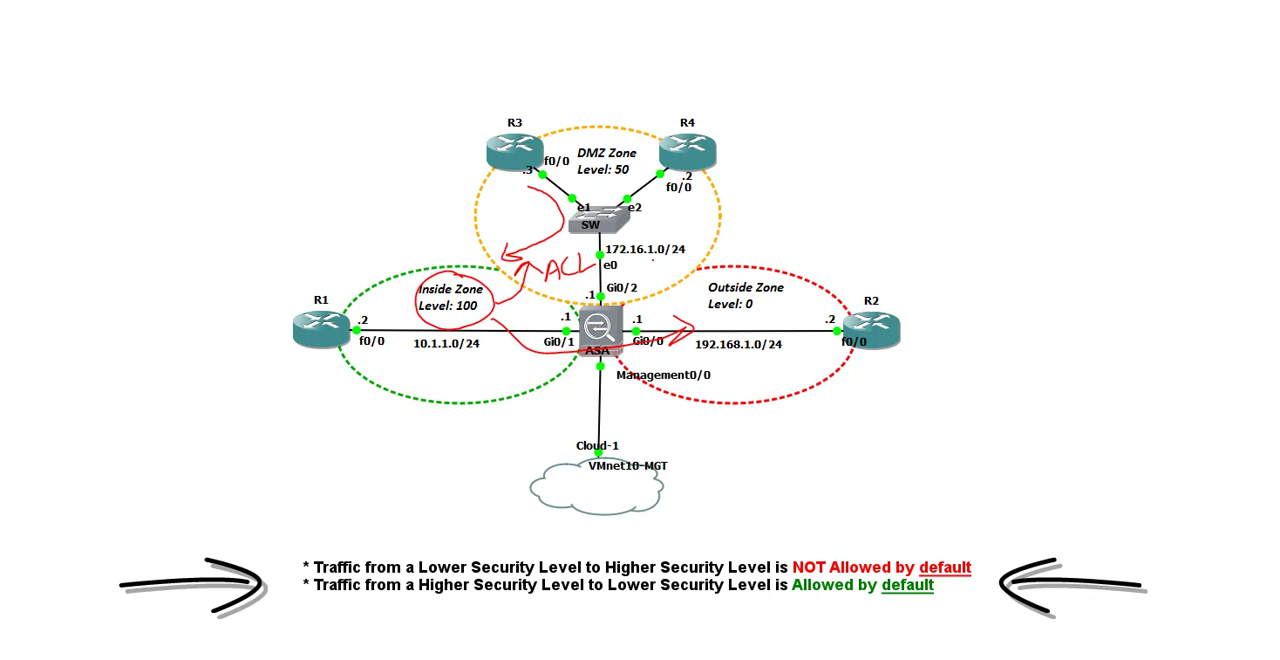 R3
R4
f0/0
DMZ Zone
Level: 50
.3
.2
f0/0
e1
e2
SW
172.16.1.0/24
e0
ACL
Gi0/2
.1
Inside Zone
Level: 100
Outside Zone
Level: 0
R1
R2
.2
.1
.1
.2
f0/0
10.1.1.0/24
Gi0/1
ASA
Gi0/0
192.168.1.0/24
f0/0
Management0/0
Cloud-1
VMnet10-MGT
* Traffic from a Lower Security Level to Higher Security Level is NOT Allowed by default
* Traffic from a Higher Security Level to Lower Security Level is Allowed by default